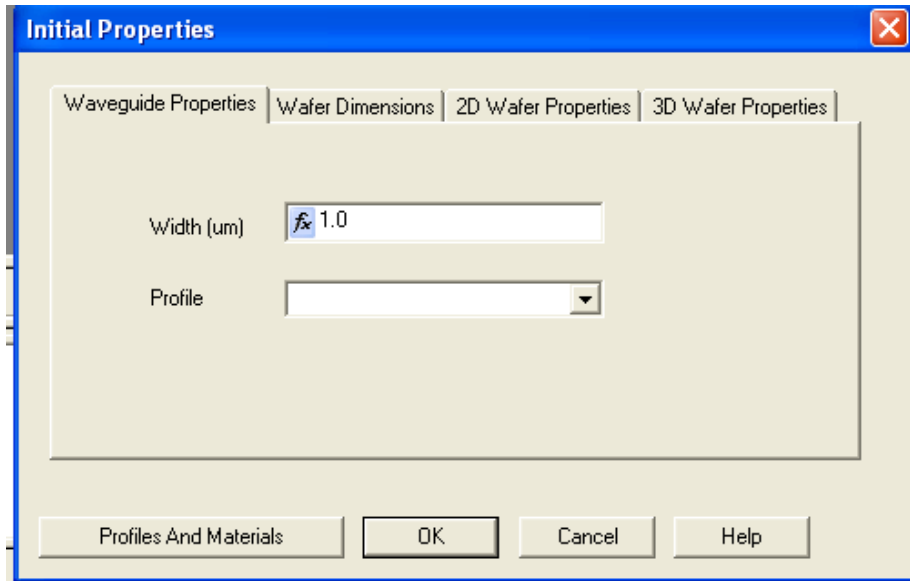 Initial Properties
Waveguide Properties Wafer Dimensions 2D Wafer Properties 3D Wafer Properties
Width (um) fx 1.0
Profile
Profiles And Materials OK Cancel Help